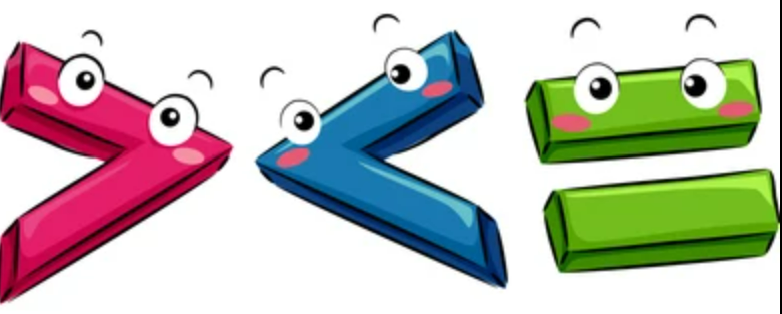 > < =